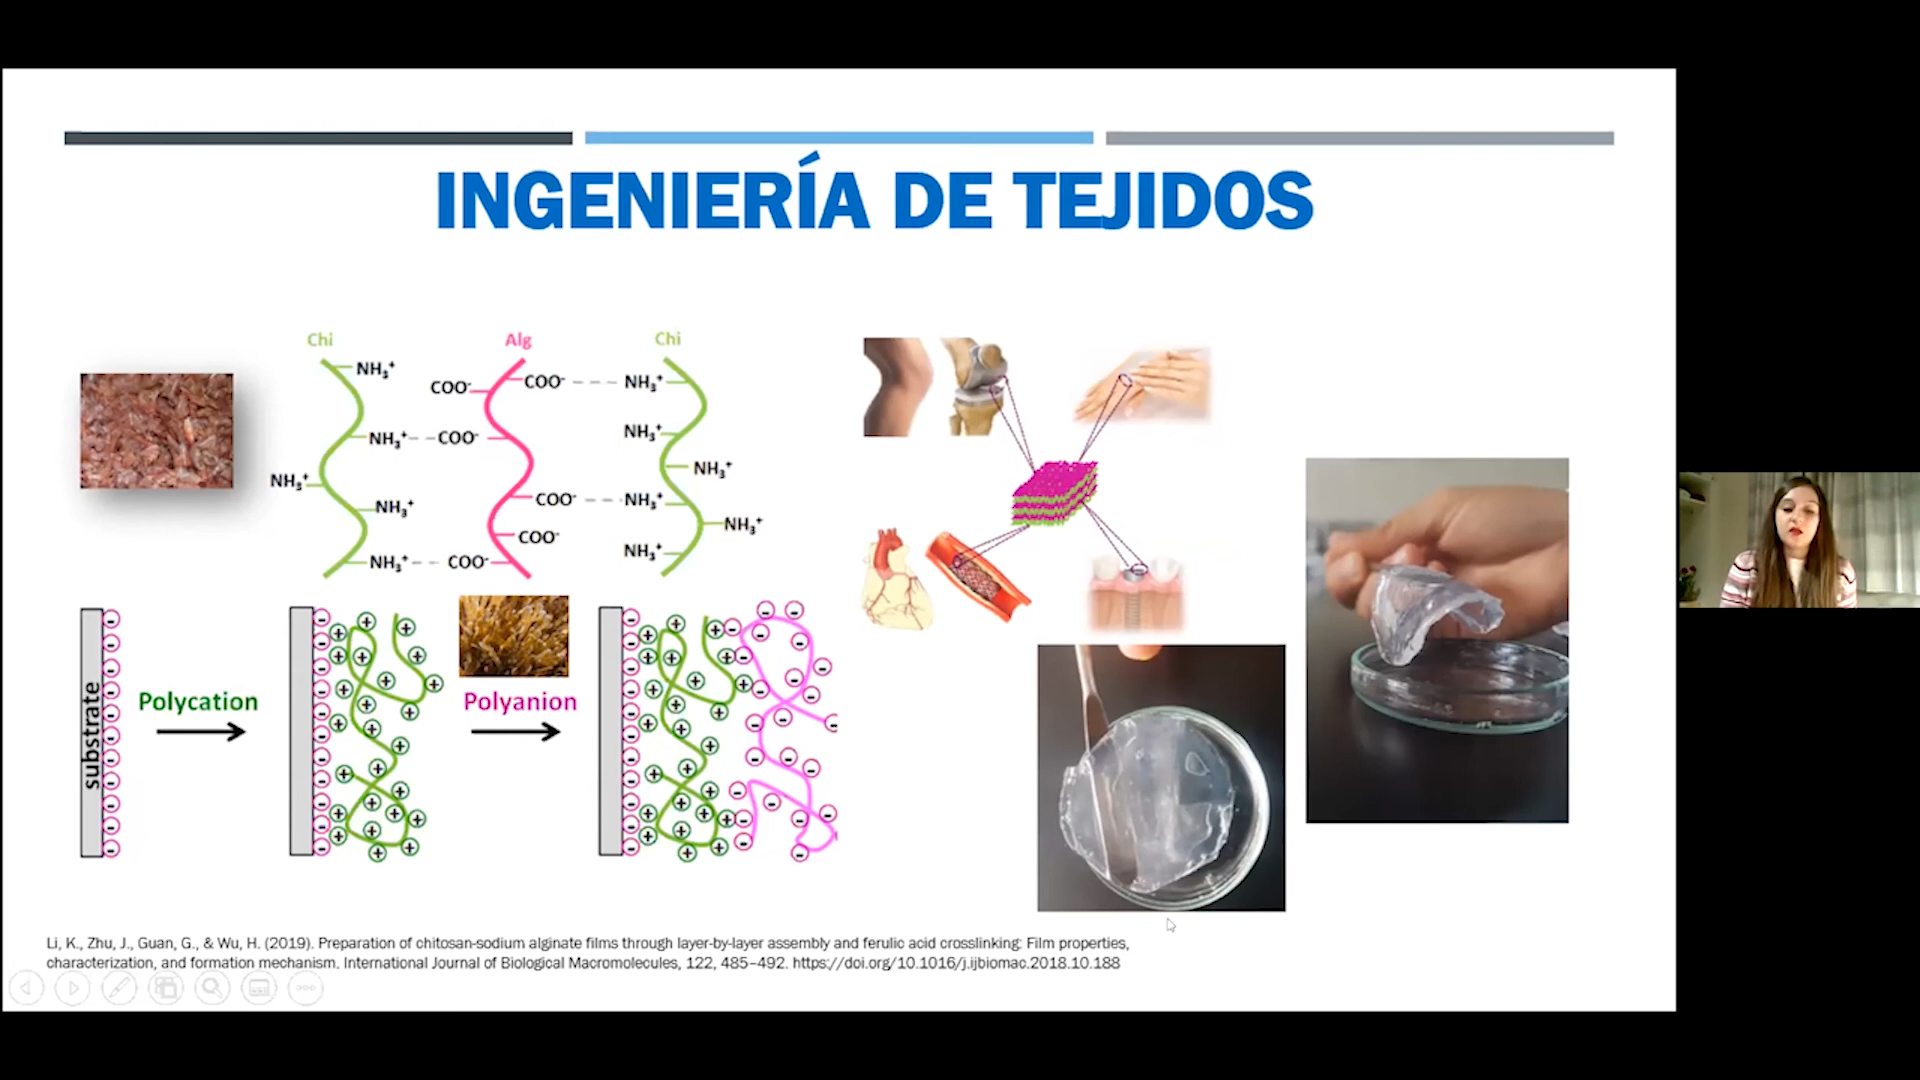 INGENIERÍA DE TEJIDOS
Chi
Alg
Chi
NH₃⁺
COO⁻
COO⁻
NH₃⁺
NH₃⁺
COO⁻
NH₃⁺
NH₃⁺
NH₃⁺
COO⁻
NH₃⁺
NH₃⁺
COO⁻
NH₃⁺
NH₃⁺
COO⁻
NH₃⁺
substrate
Polycation
Polyanion
Li, K., Zhu, J., Guan, G., & Wu, H. (2019). Preparation of chitosan-sodium alginate films through layer-by-layer assembly and ferulic acid crosslinking: Film properties,
characterization, and formation mechanism. International Journal of Biological Macromolecules, 122, 485–492. https://doi.org/10.1016/j.ijbiomac.2018.10.188